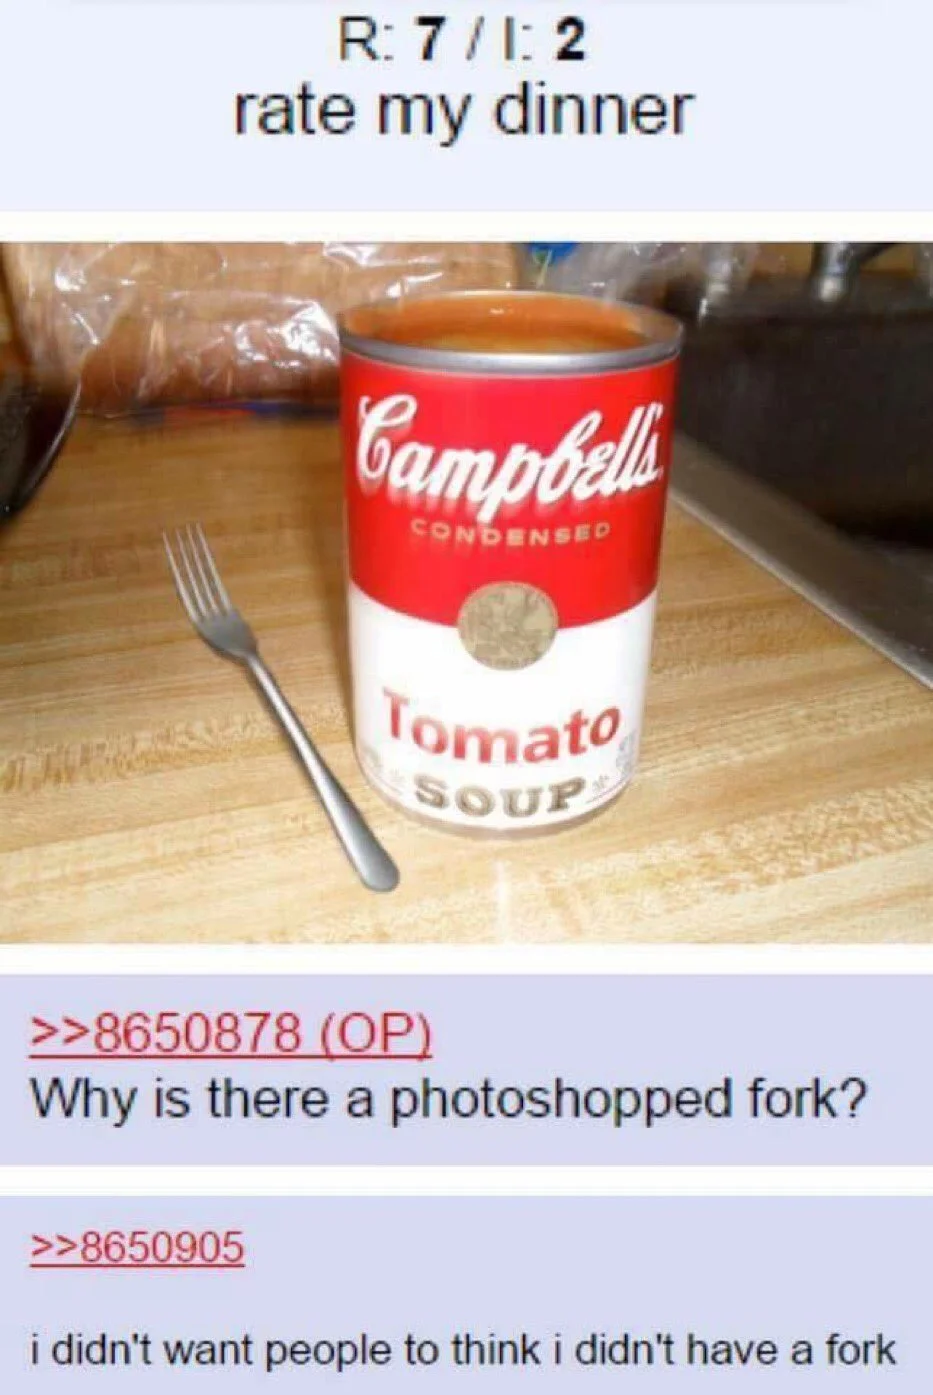 R: 7 / I: 2
rate my dinner
Campbell's
CONDENSED
Tomato
SOUP
>>8650878 (OP)
Why is there a photoshopped fork?
>>8650905
i didn't want people to think i didn't have a fork